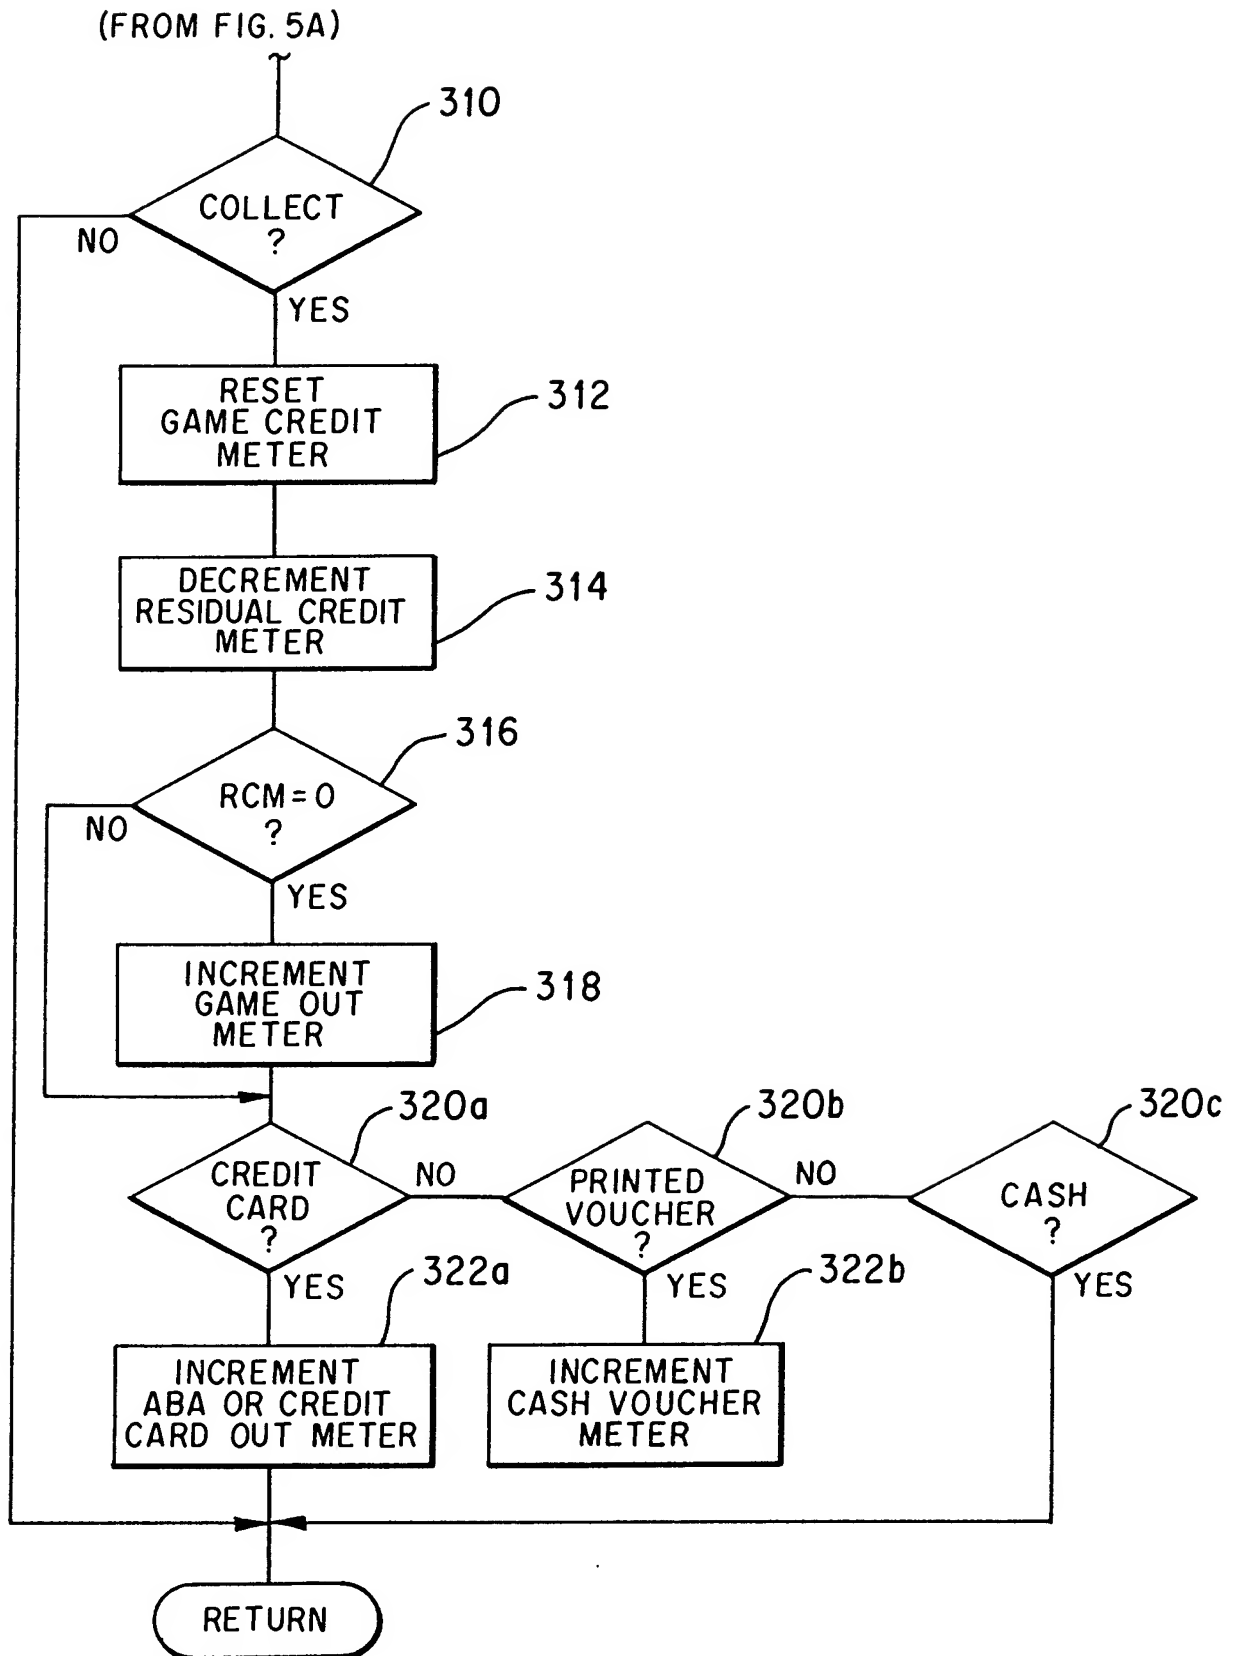 (FROM FIG. 5A)
310
COLLECT
?
NO
YES
RESET
GAME CREDIT
METER
312
DECREMENT
RESIDUAL CREDIT
METER
314
316
RCM = 0
?
NO
YES
INCREMENT
GAME OUT
METER
318
320a
CREDIT
CARD
?
NO
YES
320b
PRINTED
VOUCHER
?
NO
YES
320c
CASH
?
YES
322a
INCREMENT
ABA OR CREDIT
CARD OUT METER
322b
INCREMENT
CASH VOUCHER
METER
RETURN